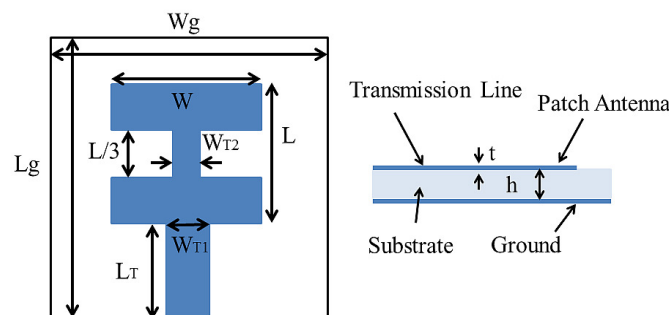 Wg
W
L/3
WT2
L
Lg
WT1
LT
Transmission Line
Patch Antenna
t
h
Substrate
Ground